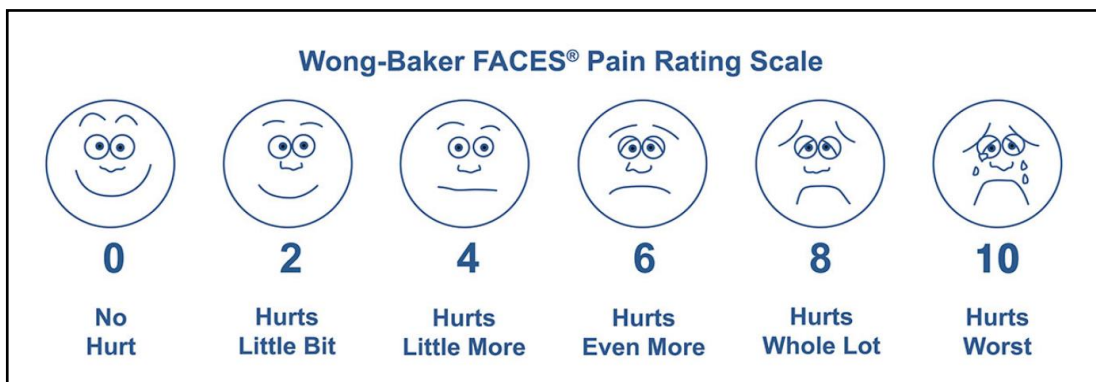 Wong-Baker FACES® Pain Rating Scale
0
2
4
6
8
10
No
Hurt
Hurts
Little Bit
Hurts
Little More
Hurts
Even More
Hurts
Whole Lot
Hurts
Worst